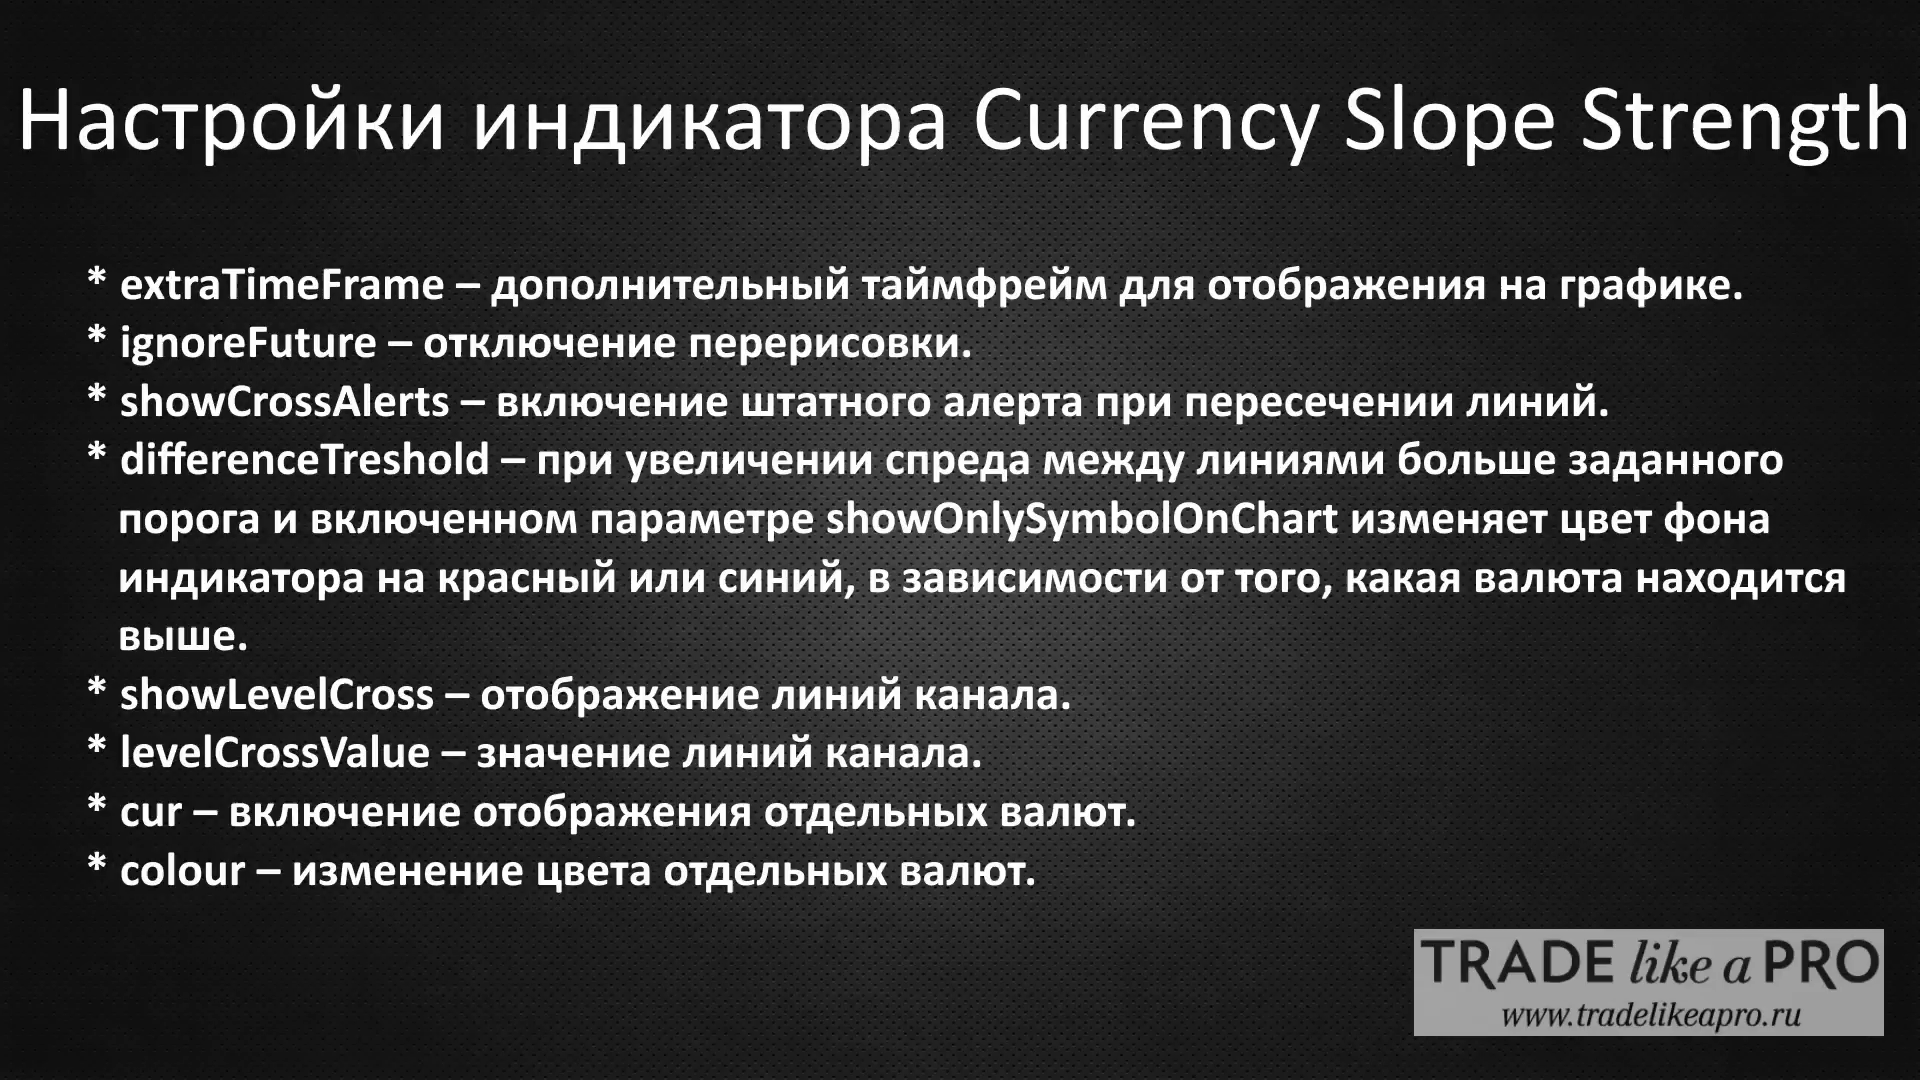 Настройки индикатора Currency Slope Strength
* extraTimeFrame – дополнительный таймфрейм для отображения на графике.
* ignoreFuture – отключение перерисовки.
* showCrossAlerts – включение штатного алерта при пересечении линий.
* differenceTreshold – при увеличении спреда между линиями больше заданного
порога и включенном параметре showOnlySymbolOnChart изменяет цвет фона
индикатора на красный или синий, в зависимости от того, какая валюта находится
выше.
* showLevelCross – отображение линий канала.
* levelCrossValue – значение линий канала.
* cur – включение отображения отдельных валют.
* colour – изменение цвета отдельных валют.
TRADE like a PRO
www.tradelikeapro.ru